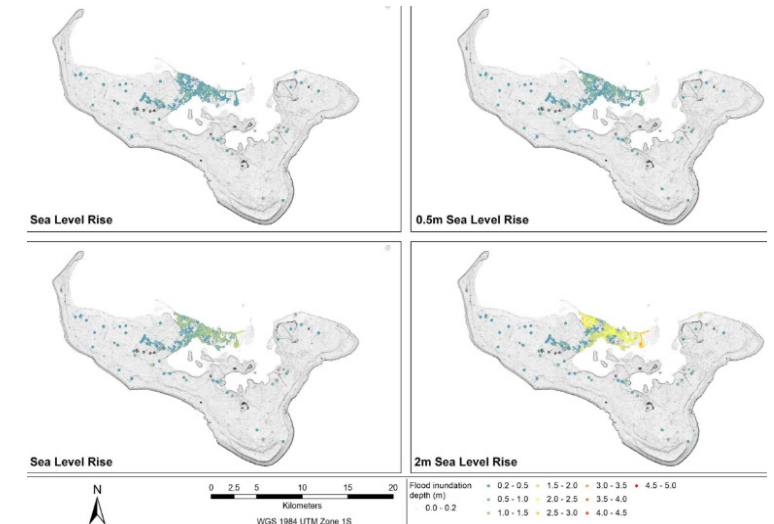 Sea Level Rise
0.5m Sea Level Rise
Sea Level Rise
2m Sea Level Rise
N
0 2.5 5 10 15 20
Kilometers
WGS 1984 UTM Zone 1S
Flood inundation
depth (m)
0.0 - 0.2
0.2 - 0.5
0.5 - 1.0
1.0 - 1.5
1.5 - 2.0
2.0 - 2.5
2.5 - 3.0
3.0 - 3.5
3.5 - 4.0
4.0 - 4.5
4.5 - 5.0